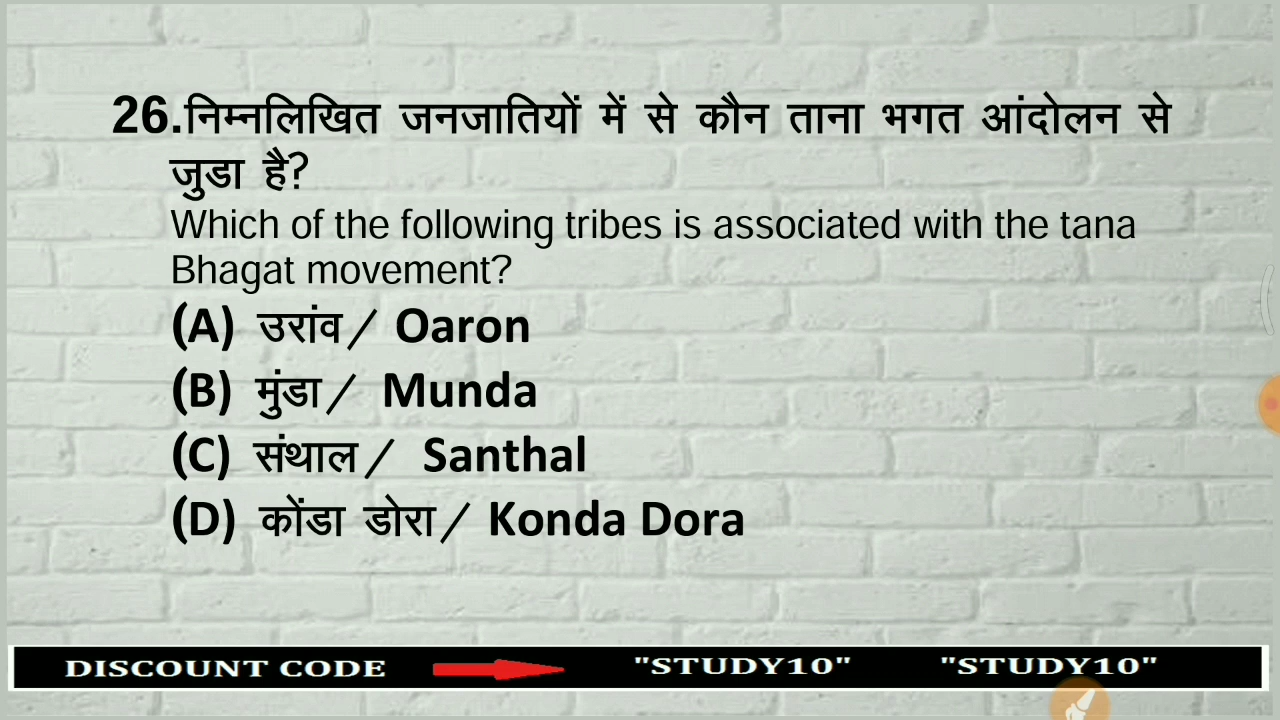 26.निम्नलिखित जनजातियों में से कौन ताना भगत आंदोलन से
जुडा है?
Which of the following tribes is associated with the tana
Bhagat movement?
(A) उरांव/ Oaron
(B) मुंडा/ Munda
(C) संथाल/ Santhal
(D) कोंडा डोरा/ Konda Dora
DISCOUNT CODE "STUDY10" "STUDY10"